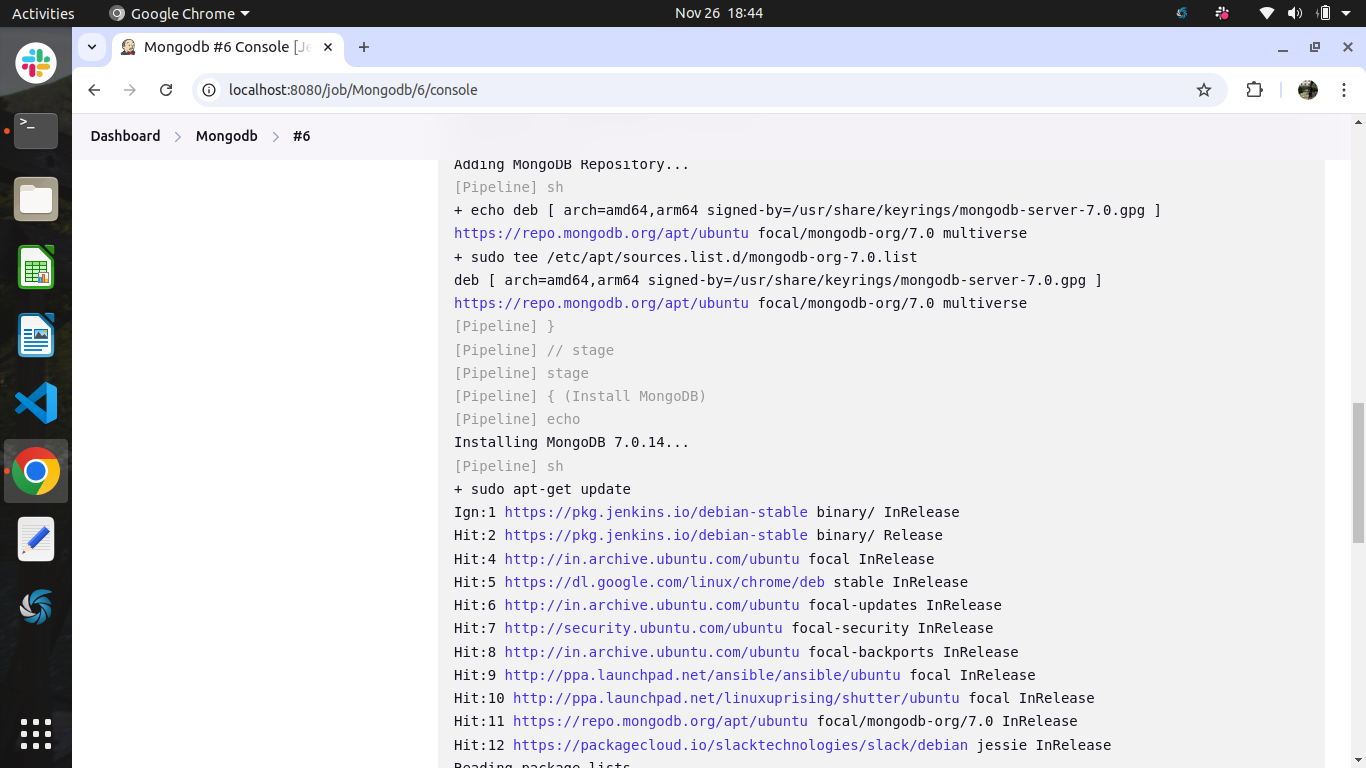 Activities
Google Chrome
Nov 26 18:44
Mongodb #6 Console [Je
localhost:8080/job/Mongodb/6/console
Dashboard
Mongodb
#6
Adding MongoDB Repository...
[Pipeline] sh
+ echo deb [ arch=amd64,arm64 signed-by=/usr/share/keyrings/mongodb-server-7.0.gpg ]
https://repo.mongodb.org/apt/ubuntu focal/mongodb-org/7.0 multiverse
+ sudo tee /etc/apt/sources.list.d/mongodb-org-7.0.list
deb [ arch=amd64,arm64 signed-by=/usr/share/keyrings/mongodb-server-7.0.gpg ]
https://repo.mongodb.org/apt/ubuntu focal/mongodb-org/7.0 multiverse
[Pipeline] }
[Pipeline] // stage
[Pipeline] stage
[Pipeline] { (Install MongoDB)
[Pipeline] echo
Installing MongoDB 7.0.14...
[Pipeline] sh
+ sudo apt-get update
Ign:1 https://pkg.jenkins.io/debian-stable binary/ InRelease
Hit:2 https://pkg.jenkins.io/debian-stable binary/ Release
Hit:4 http://in.archive.ubuntu.com/ubuntu focal InRelease
Hit:5 https://dl.google.com/linux/chrome/deb stable InRelease
Hit:6 http://in.archive.ubuntu.com/ubuntu focal-updates InRelease
Hit:7 http://security.ubuntu.com/ubuntu focal-security InRelease
Hit:8 http://in.archive.ubuntu.com/ubuntu focal-backports InRelease
Hit:9 http://ppa.launchpad.net/ansible/ansible/ubuntu focal InRelease
Hit:10 http://ppa.launchpad.net/linuxuprising/shutter/ubuntu focal InRelease
Hit:11 https://repo.mongodb.org/apt/ubuntu focal/mongodb-org/7.0 InRelease
Hit:12 https://packagecloud.io/slacktechnologies/slack/debian jessie InRelease
Reading package lists